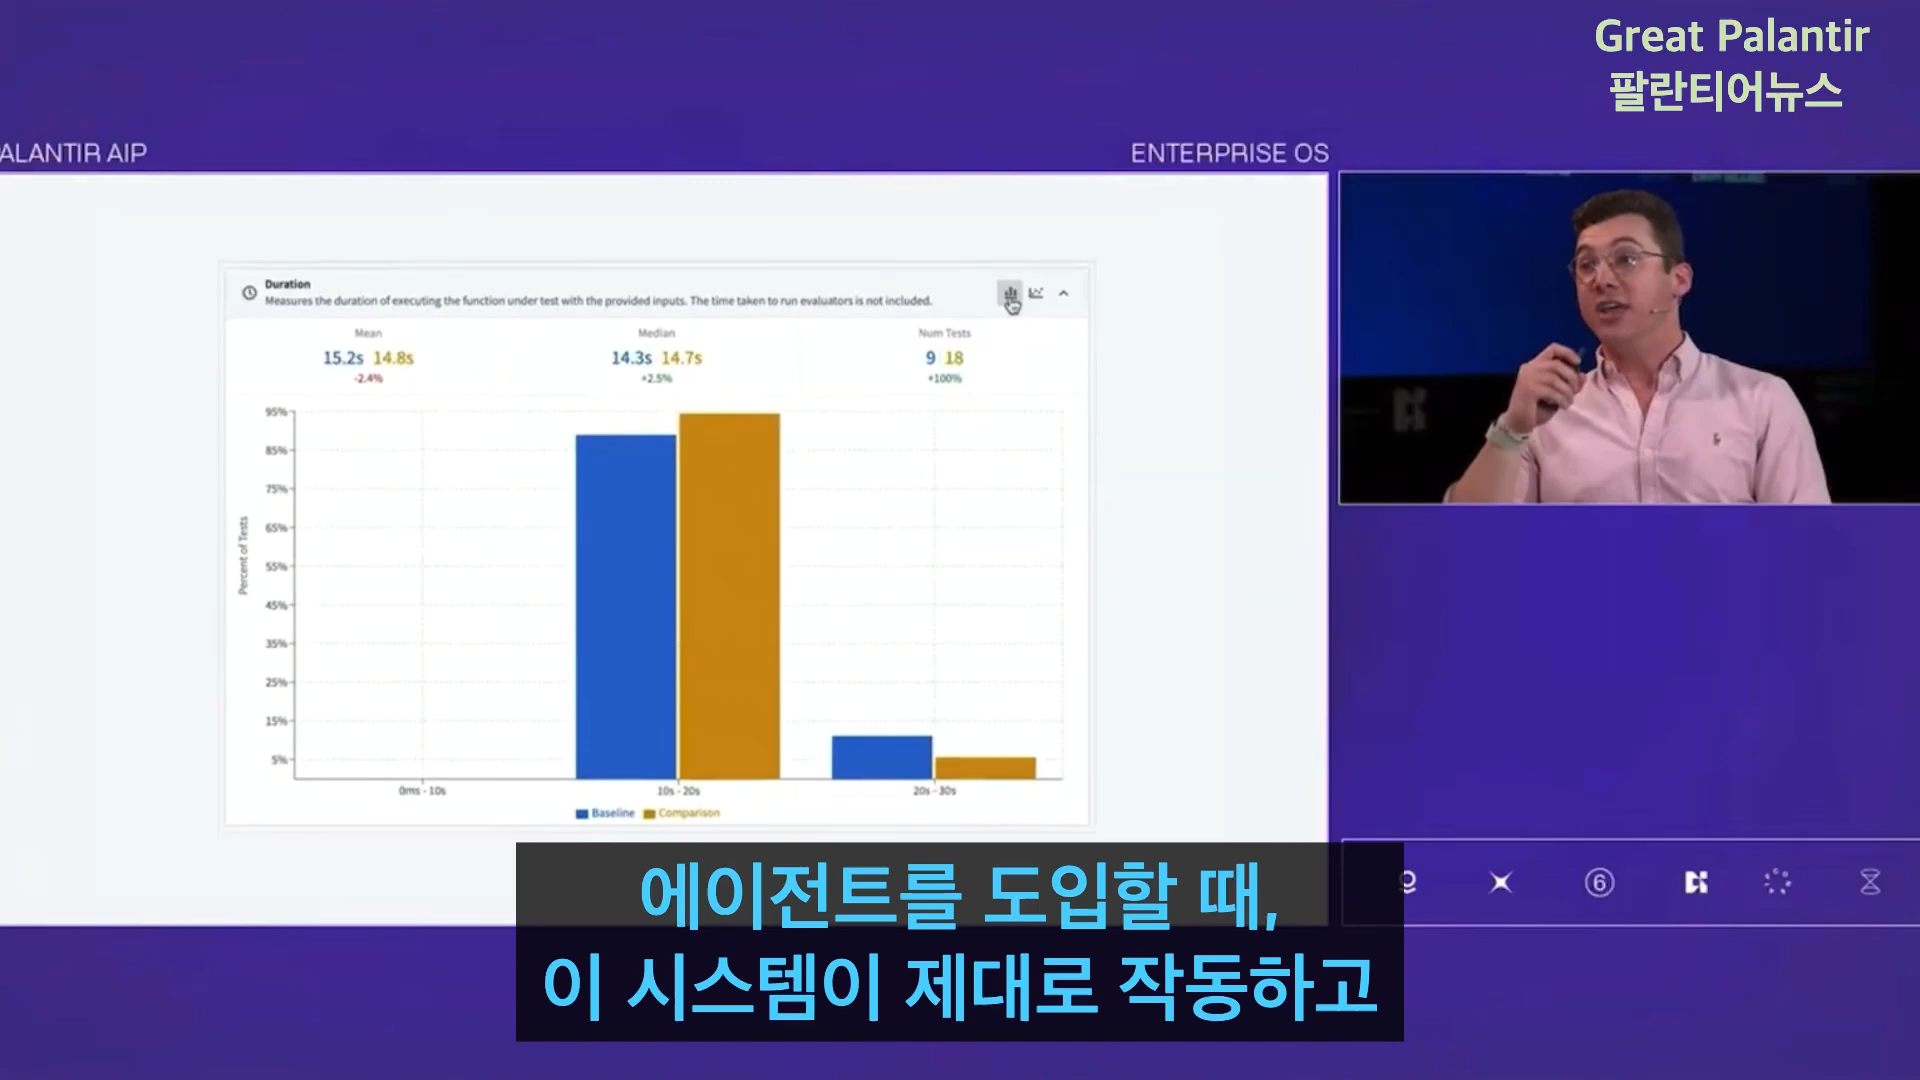 Great Palantir
팔란티어뉴스
ALANTIR AIP
ENTERPRISE OS
Duration
Measures the duration of executing the function under test with the provided inputs. The time taken to run evaluators is not included.
Mean
Median
Num Tests
15.2s 14.8s
14.3s 14.7s
9 18
-2.4%
+2.5%
+100%
95%
85%
75%
65%
55%
45%
35%
25%
15%
5%
Percent of Tests
0ms - 10s
10s - 20s
20s - 30s
Baseline
Comparison
6
에이전트를 도입할 때,
이 시스템이 제대로 작동하고